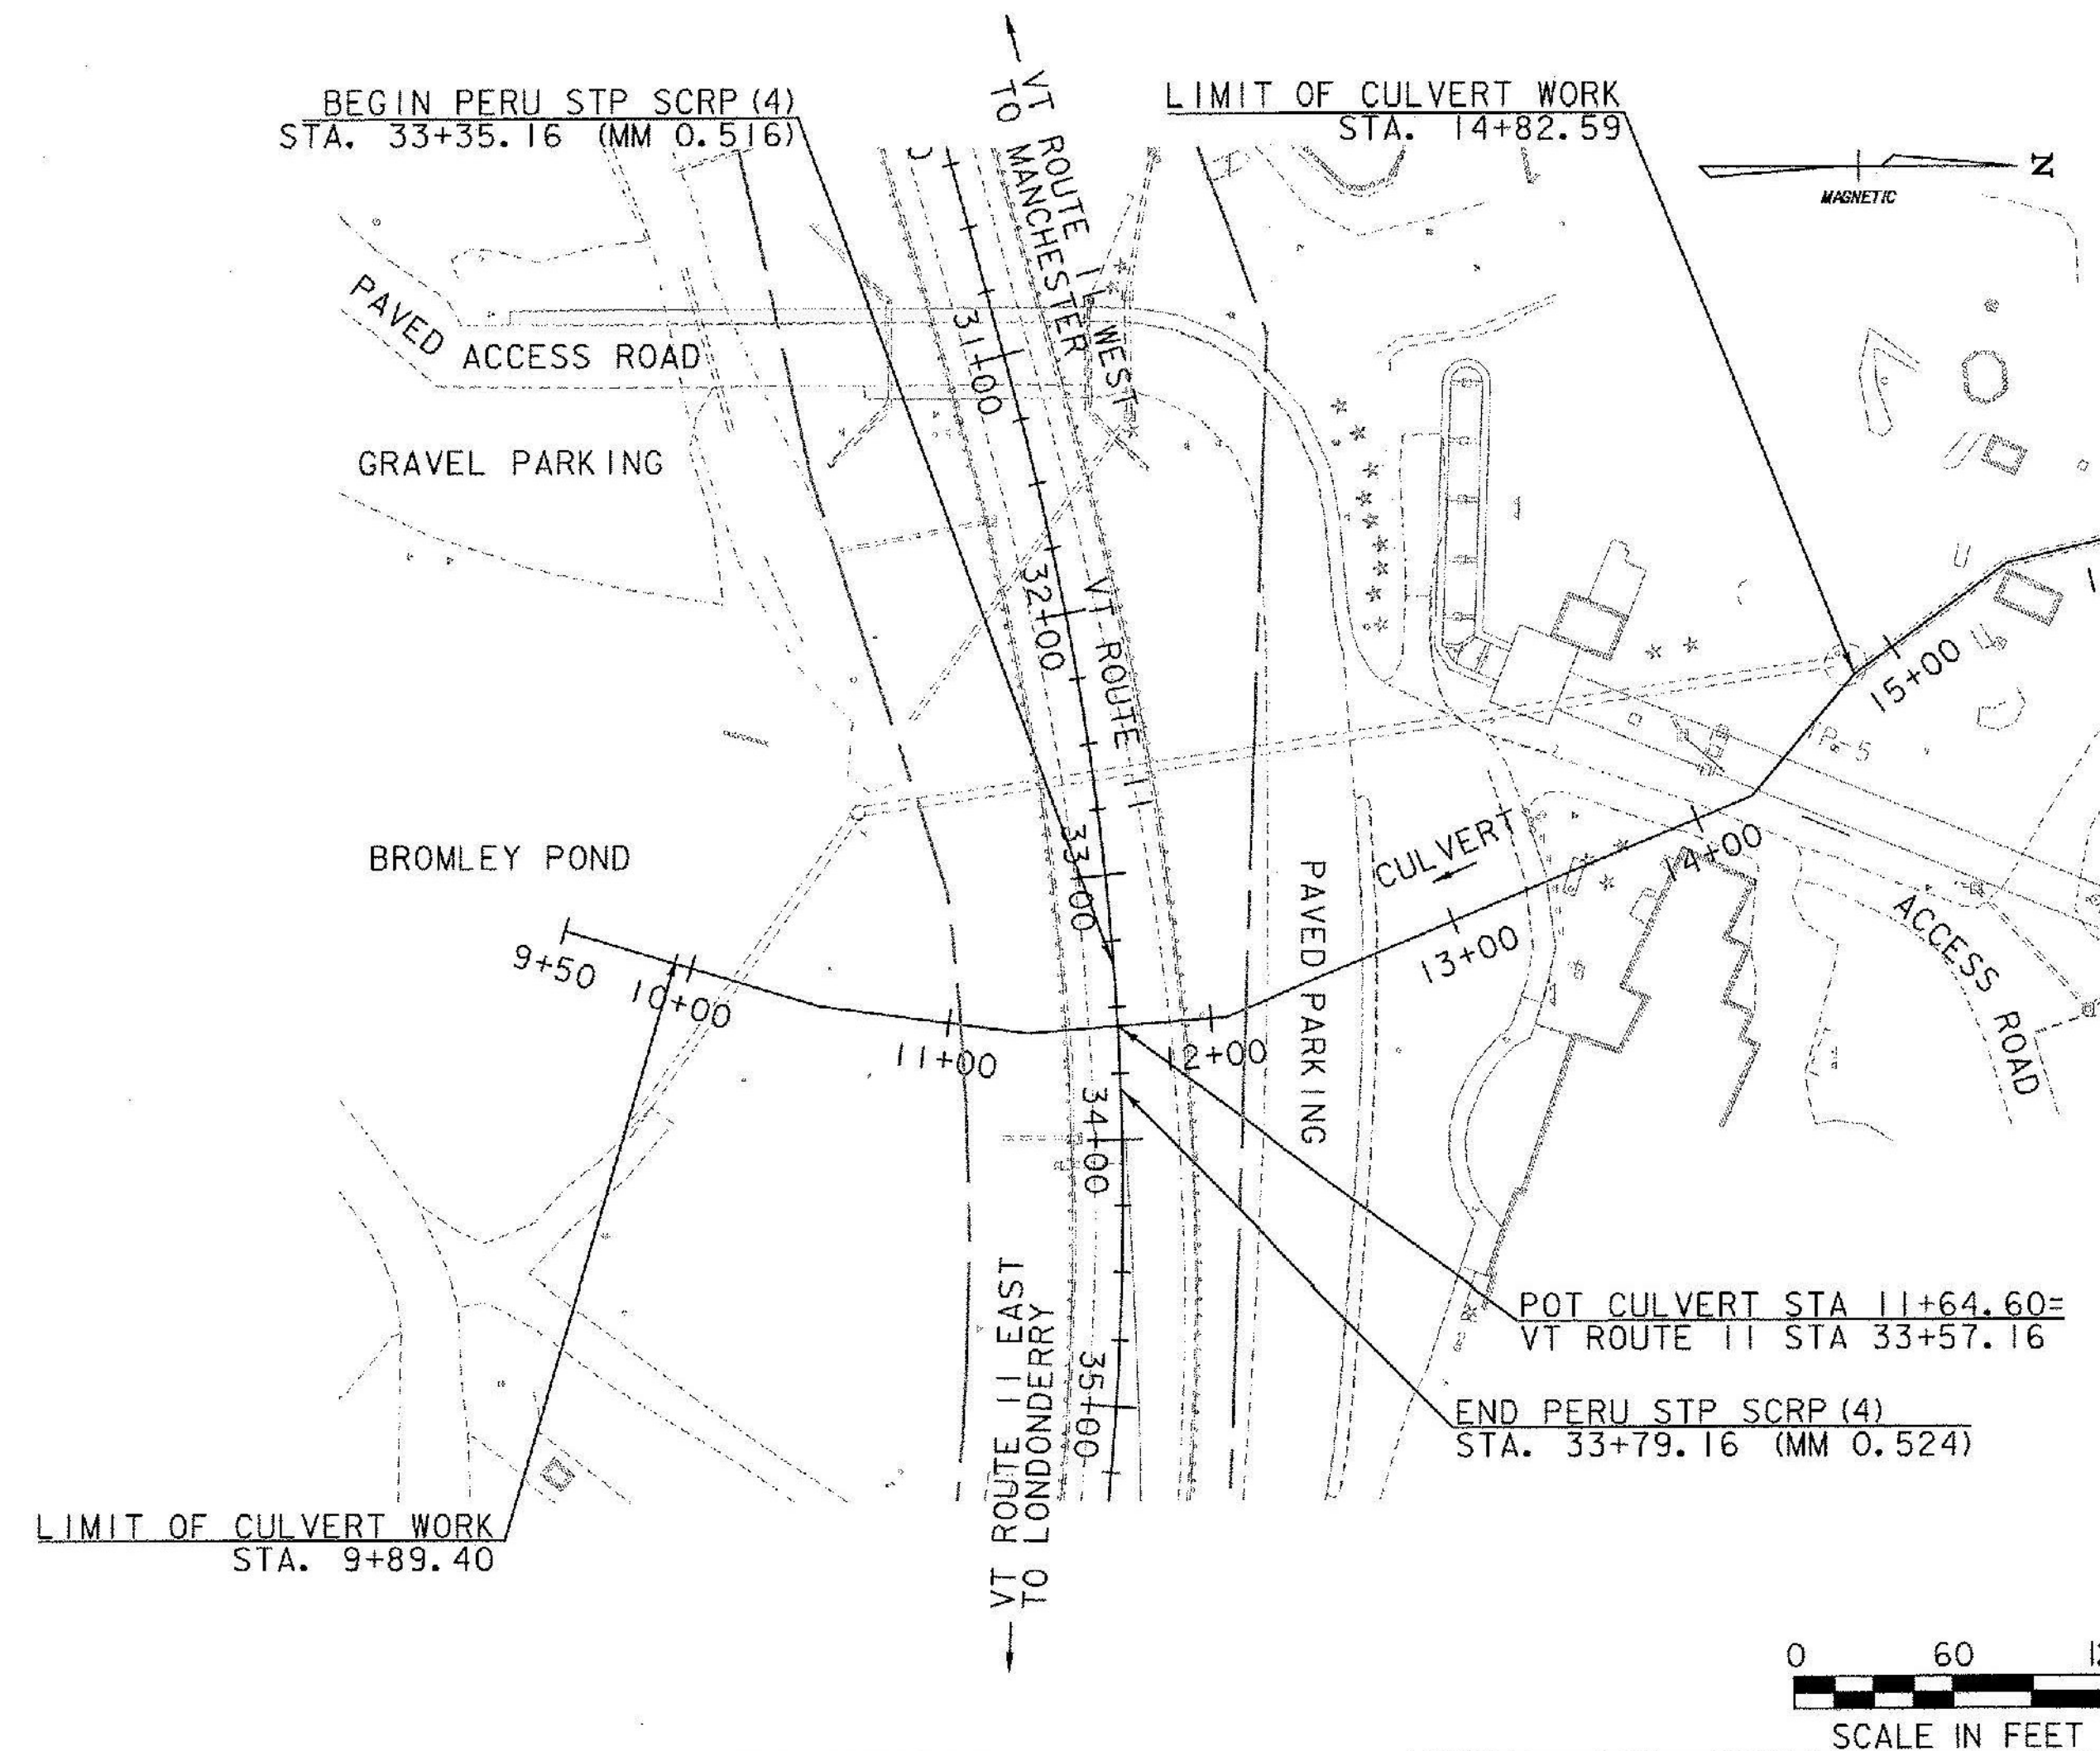 VT ROUTE 11 WEST
TO MANCHESTER
BEGIN PERU STP SCRP(4)
STA. 33+35.16 (MM 0.516)
LIMIT OF CULVERT WORK
STA. 14+82.59
N
MAGNETIC
PAVED ACCESS ROAD
31+00
GRAVEL PARKING
32+00
VT ROUTE 11
15+00
BROMLEY POND
33+00
CULVERT
14+00
PAVED PARKING
ACCESS ROAD
9+50
10+00
11+00
12+00
13+00
34+00
VT ROUTE 11 EAST
TO LONDONDERRY
35+00
POT CULVERT STA 11+64.60=
VT ROUTE 11 STA 33+57.16
END PERU STP SCRP(4)
STA. 33+79.16 (MM 0.524)
LIMIT OF CULVERT WORK
STA. 9+89.40
0 60
SCALE IN FEET